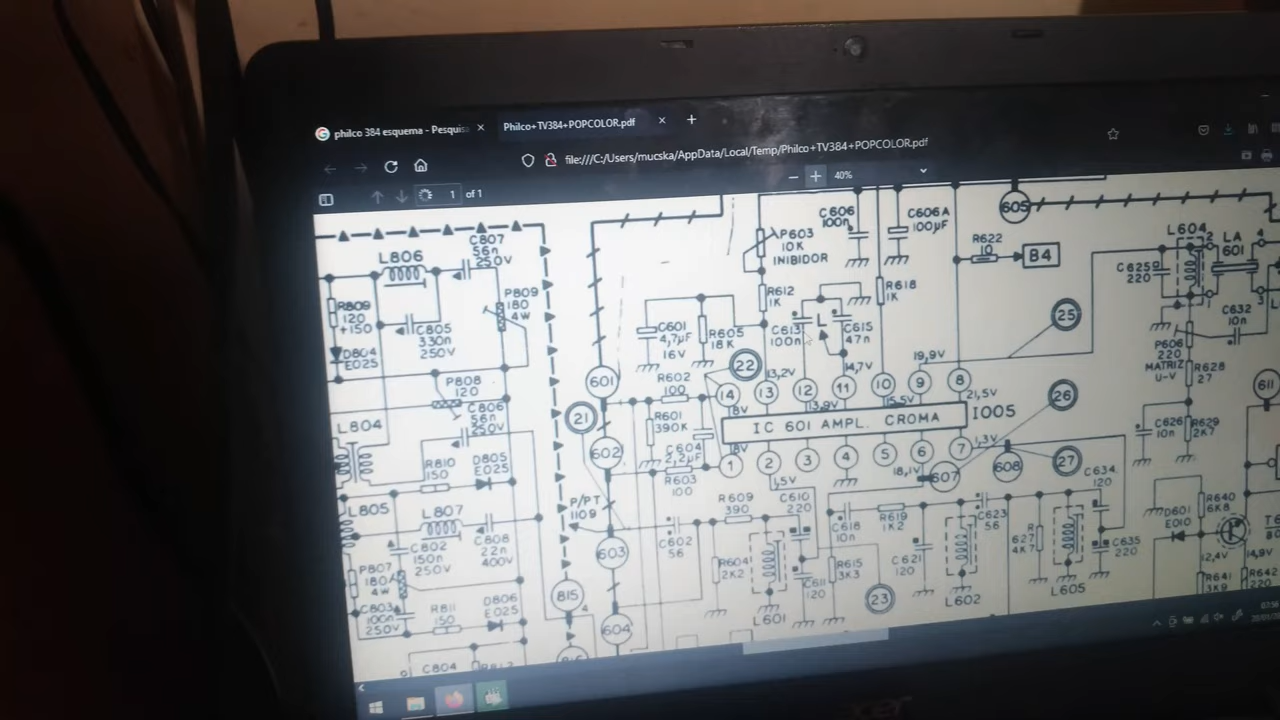 philco 384 esquema - Pesquis
Philco+TV384+POPCOLOR.pdf
file:///C:/Users/mucska/AppData/Local/Temp/Philco+TV384+POPCOLOR.pdf
1 of 1
40%
C807
56n
250V
L806
R809
120
+150
D804
E025
C805
330n
250V
P809
180
4W
P808
120
C806
56n
250V
L804
R810
150
D805
E025
L805
L807
C808
22n
400V
C802
150n
250V
P807
180
4W
C803
100n
250V
R811
150
D806
E025
815
C804
601
602
603
604
21
P/PT
1109
C601
4,7µF
16V
R605
18K
P603
10K
INIBIDOR
R612
1K
C606
100n
C606A
100µF
R618
1K
C613
100n
L
C615
47n
605
R622
10
B4
25
22
13,2V
14,7V
19,9V
14 13 12 11 10 9 8
18V
13,9V
15,5V
21,5V
IC 601 AMPL. CROMA
IOO5
1 2 3 4 5 6 7
18V
1,5V
18,1V
1,3V
R602
100
R601
390K
C604
2,2µF
R603
100
26
607
608
27
R609
390
C610
220
C602
56
R604
2K2
C611
120
L601
C618
10n
R619
1K2
C623
56
R615
3K3
C621
120
23
L602
R
627
4K7
L605
C634
120
C635
220
L604
2
4
LA
601
C625
220
1
3
C632
10n
P606
220
MATRIZ
U-V
R628
27
611
C626
10n
R629
2K7
D601
E010
R640
6K8
12,4V
14,9V
R641
3K9
R642
220
acer